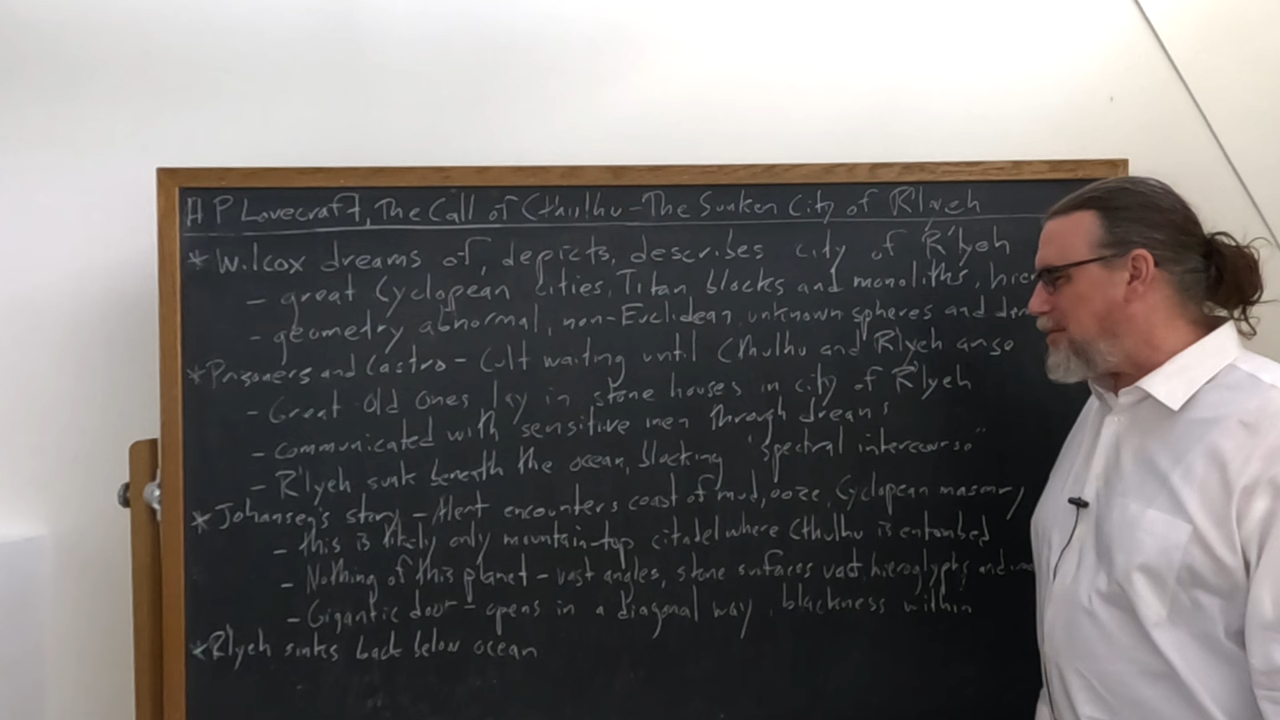 H P Lovecraft, The Call of Cthulhu - The Sunken City of R'lyeh
* Wilcox dreams of, depicts, describes city of R'lyeh
- great Cyclopean cities, Titan blocks and monoliths,
- geometry abnormal, non-Euclidean, unknown spheres and
* Prisoners and Castro - Cult waiting until Cthulhu and R'lyeh arise
- Great Old Ones lay in stone houses in city of R'lyeh
- communicated with sensitive men through dreams
- R'lyeh sunk beneath the ocean, blocking "spectral intercourse"
* Johansen's story - Alert encounters coast of mud, ooze, Cyclopean masonry
- this is likely only mountain-top citadel where Cthulhu is entombed
- Nothing of this planet - vast angles, stone surfaces vast hieroglyphs and
- Gigantic door - opens in a diagonal way, blackness within
* R'lyeh sinks back below ocean